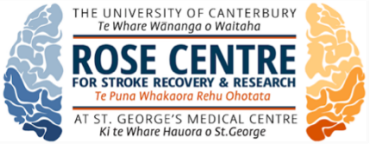 THE UNIVERSITY OF CANTERBURY
Te Whare Wānanga o Waitaha
ROSE CENTRE
FOR STROKE RECOVERY & RESEARCH
Te Puna Whakaora Rehu Ohotata
AT ST. GEORGE'S MEDICAL CENTRE
Ki te Whare Hauora o St.George